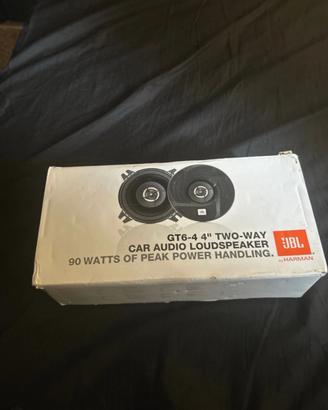 GT6-4 4" TWO-WAY
CAR AUDIO LOUDSPEAKER
90 WATTS OF PEAK POWER HANDLING.
JBL
by HARMAN